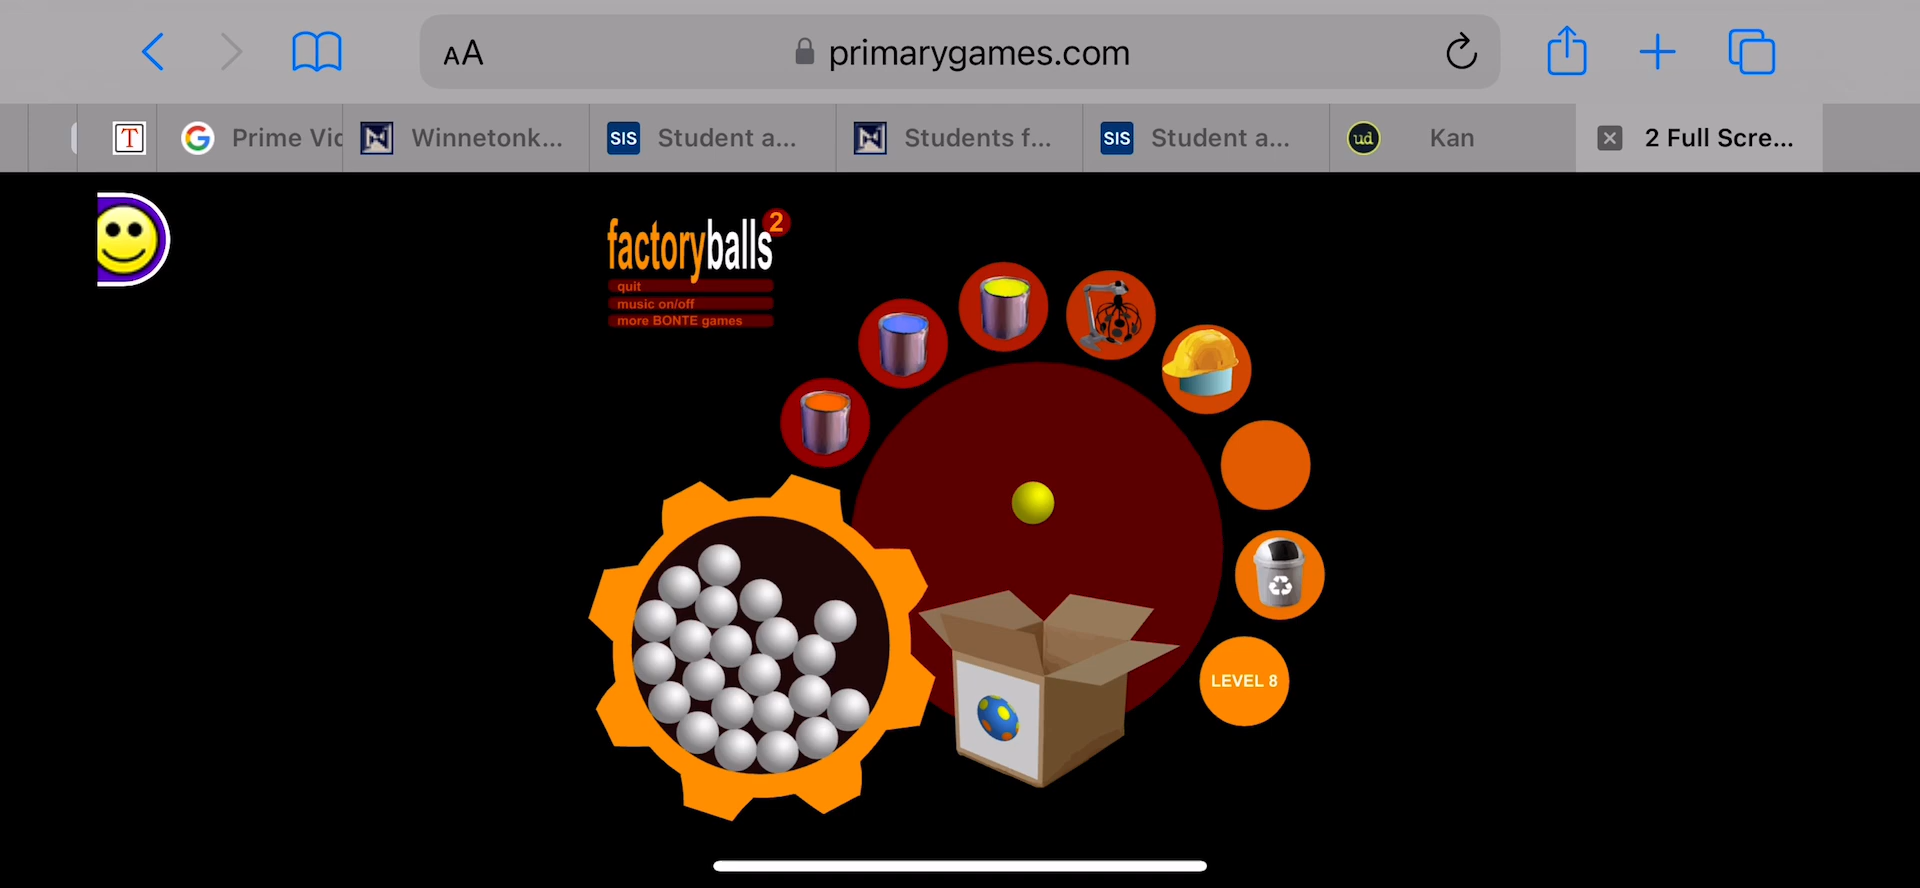 AA
primarygames.com
T
Prime Vid
Winnetonk...
SIS
Student a...
Students f...
SIS
Student a...
ud
Kan
2 Full Scre...
factoryballs 2
quit
music on/off
more BONTE games
LEVEL 8